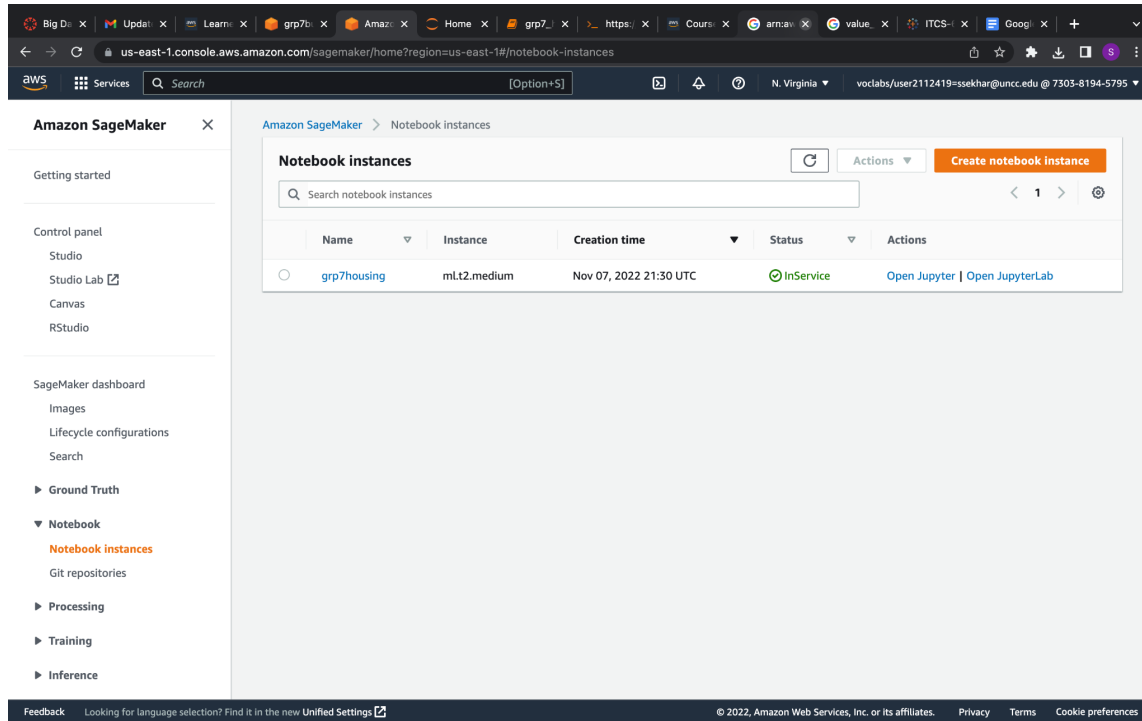 Big Da
Updat
Learne
grp7b
Amaz
Home
grp7_
https:/
Course
arn:aw
value_
ITCS-
Googl
us-east-1.console.aws.amazon.com/sagemaker/home?region=us-east-1#/notebook-instances
S
aws
Services
Search
[Option+S]
N. Virginia
voclabs/user2112419=ssekhar@uncc.edu @ 7303-8194-5795
Amazon SageMaker
Getting started
Control panel
Studio
Studio Lab
Canvas
RStudio
SageMaker dashboard
Images
Lifecycle configurations
Search
Ground Truth
Notebook
Notebook instances
Git repositories
Processing
Training
Inference
Amazon SageMaker > Notebook instances
Notebook instances
Actions
Create notebook instance
Search notebook instances
1
Name Instance Creation time Status Actions
grp7housing ml.t2.medium Nov 07, 2022 21:30 UTC InService Open Jupyter | Open JupyterLab
Feedback Looking for language selection? Find it in the new Unified Settings
© 2022, Amazon Web Services, Inc. or its affiliates. Privacy Terms Cookie preferences